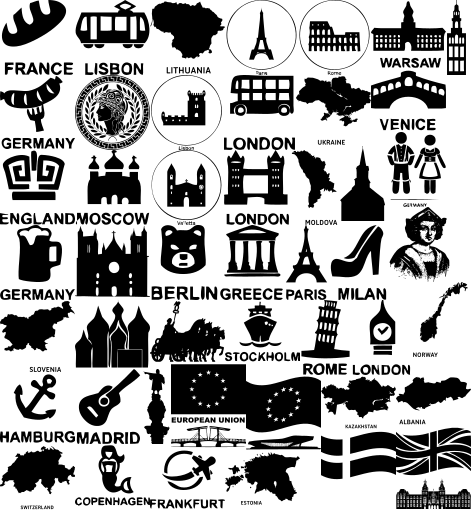 Paris
Rome
WARSAW
FRANCE
LISBON
LITHUANIA
VENICE
GERMANY
Lisbon
LONDON
UKRAINE
GERMANY
ENGLAND
MOSCOW
Valletta
LONDON
MOLDOVA
GERMANY
BERLIN
GREECE
PARIS
MILAN
STOCKHOLM
NORWAY
SLOVENIA
ROME
LONDON
EUROPEAN UNION
KAZAKHSTAN
ALBANIA
HAMBURG
MADRID
SWITZERLAND
COPENHAGEN
FRANKFURT
ESTONIA